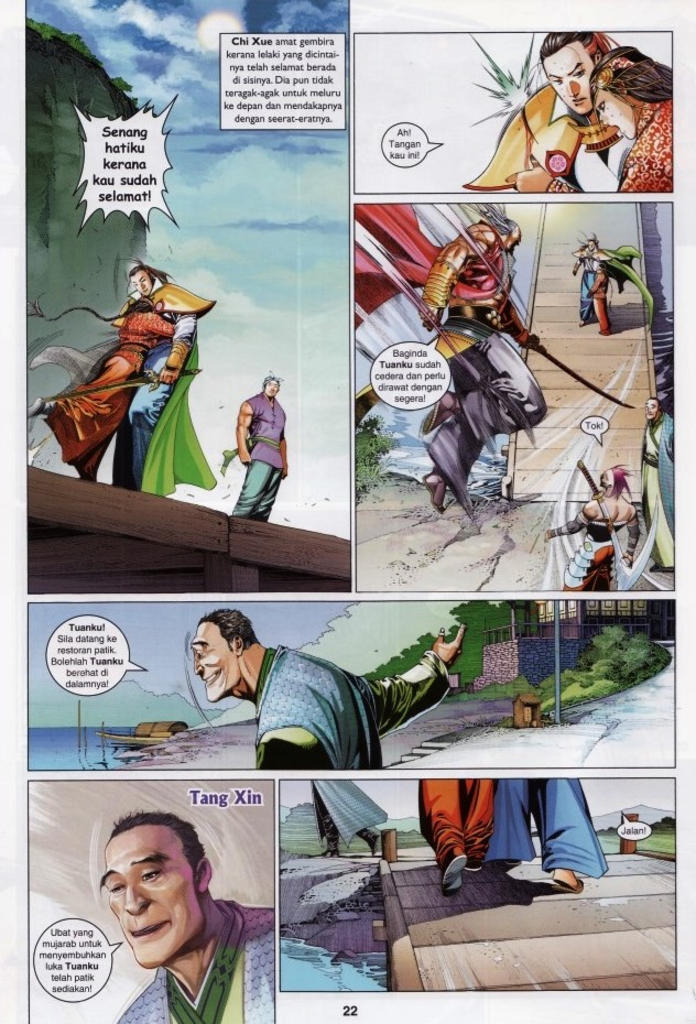 Chi Xue amat gembira
kerana lelaki yang dicintai-
nya telah selamat berada
di sisinya. Dia pun tidak
teragak-agak untuk meluru
ke depan dan mendakapnya
dengan seerat-eratnya.
Senang
hatiku
kerana
kau sudah
selamat!
Ah!
Tangan
kau ini!
Baginda
Tuanku sudah
cedera dan perlu
dirawat dengan
segera!
Tok!
Tuanku!
Sila datang ke
restoran patik.
Bolehlah Tuanku
berehat di
dalamnya!
Tang Xin
Ubat yang
mujarab untuk
menyembuhkan
luka Tuanku
telah patik
sediakan!
Jalan!
22